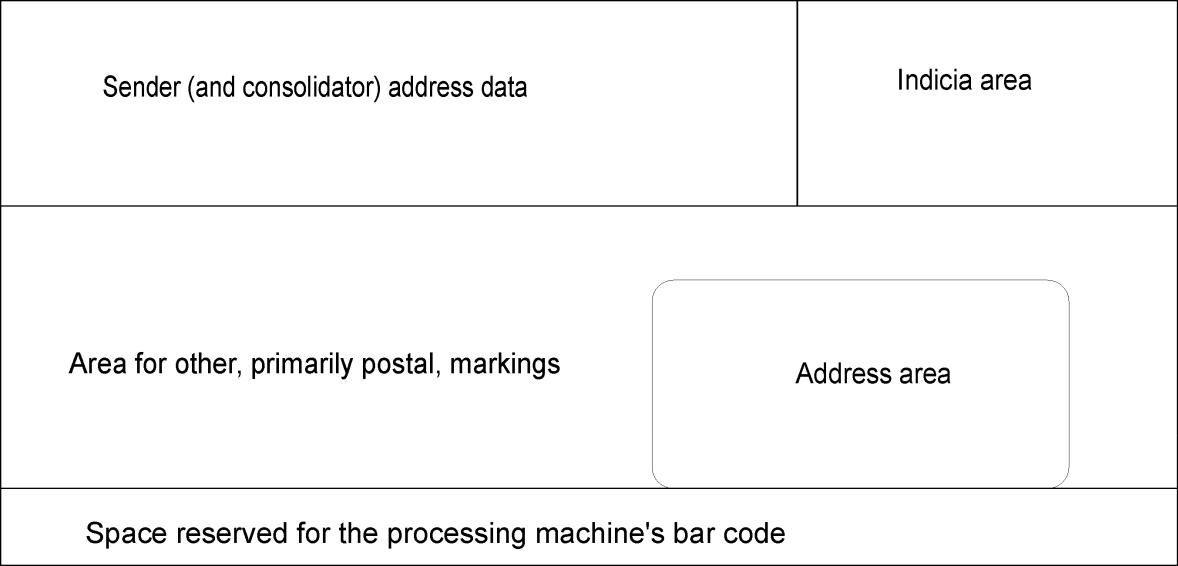 Sender (and consolidator) address data
Indicia area
Area for other, primarily postal, markings
Address area
Space reserved for the processing machine's bar code